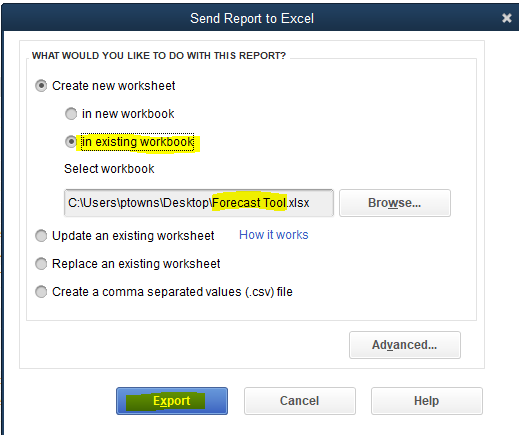 Send Report to Excel
WHAT WOULD YOU LIKE TO DO WITH THIS REPORT?
Create new worksheet
in new workbook
in existing workbook
Select workbook
C:\Users\ptowns\Desktop\Forecast Tool.xlsx
Browse...
Update an existing worksheet How it works
Replace an existing worksheet
Create a comma separated values (.csv) file
Advanced...
Export Cancel Help